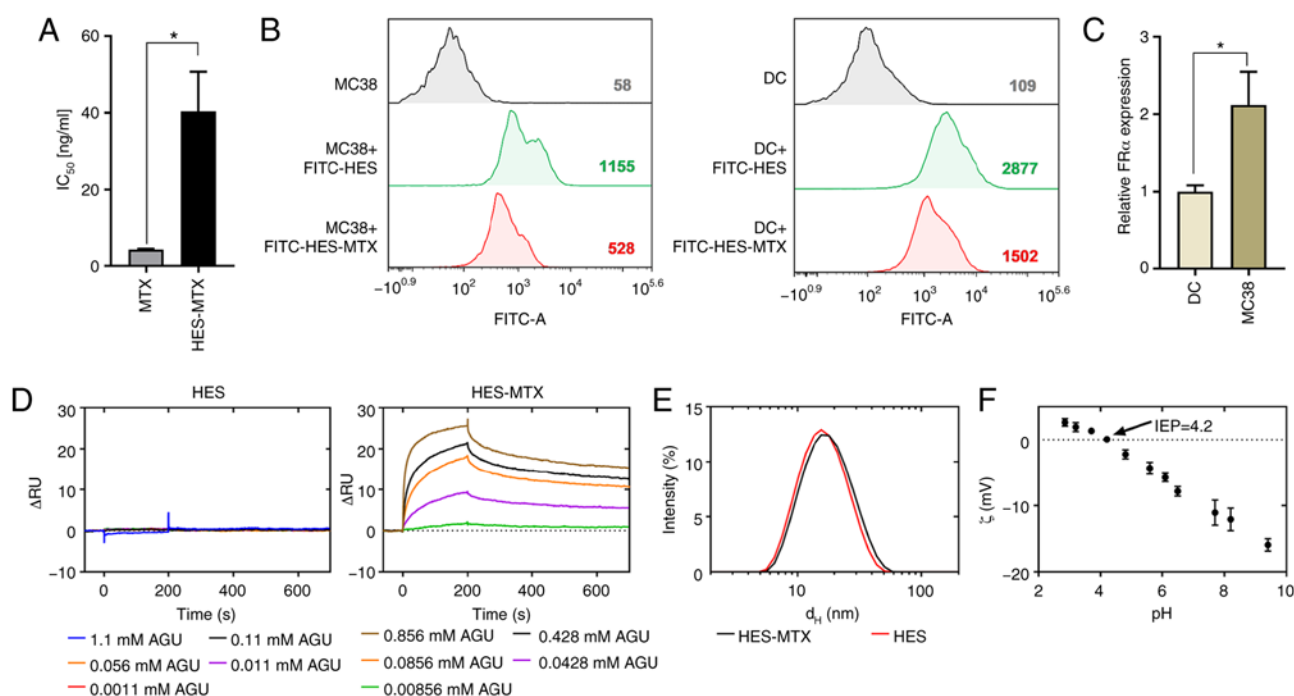 A
60
40
20
0
IC50 [ng/ml]
*
MTX
HES-MTX
B
MC38
58
MC38+
FITC-HES
1155
MC38+
FITC-HES-MTX
528
−10^0.9 10^2 10^3 10^4 10^5.6
FITC-A
DC
109
DC+
FITC-HES
2877
DC+
FITC-HES-MTX
1502
−10^0.9 10^2 10^3 10^4 10^5.6
FITC-A
C
3
2
1
0
Relative FRα expression
*
DC
MC38
D
HES
30
20
10
0
−10
ΔRU
0 200 400 600
Time (s)
HES-MTX
30
20
10
0
−10
ΔRU
0 200 400 600
Time (s)
1.1 mM AGU 0.11 mM AGU
0.056 mM AGU 0.011 mM AGU
0.0011 mM AGU
0.856 mM AGU 0.428 mM AGU
0.0856 mM AGU 0.0428 mM AGU
0.00856 mM AGU
E
15
10
5
0
Intensity (%)
10 100
dH (nm)
HES-MTX HES
F
0
−10
−20
ζ (mV)
IEP=4.2
2 4 6 8 10
pH